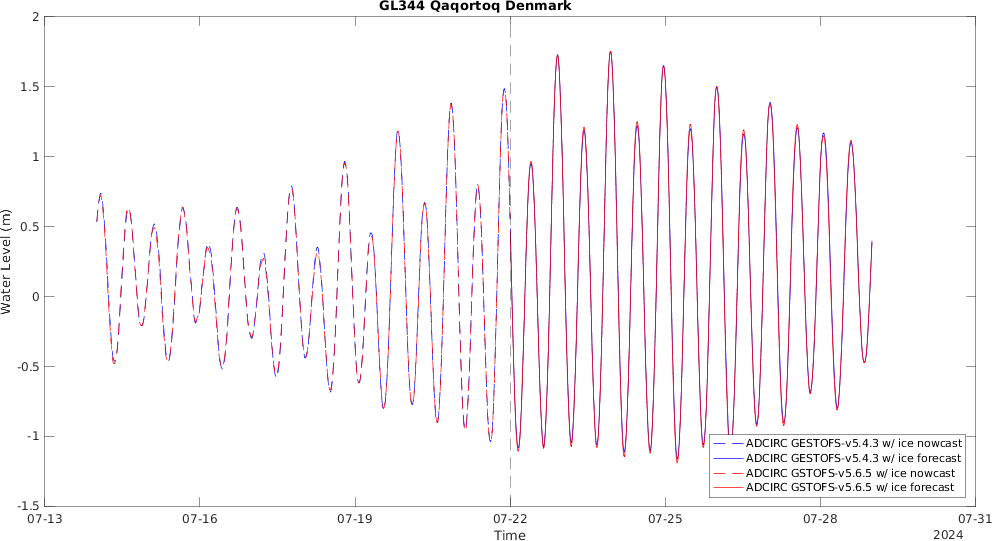 GL344 Qaqortoq Denmark
Water Level (m)
2
1.5
1
0.5
0
-0.5
-1
-1.5
ADCIRC GESTOFS-v5.4.3 w/ ice nowcast
ADCIRC GESTOFS-v5.4.3 w/ ice forecast
ADCIRC GSTOFS-v5.6.5 w/ ice nowcast
ADCIRC GSTOFS-v5.6.5 w/ ice forecast
07-13 07-16 07-19 07-22 07-25 07-28 07-31
Time
2024